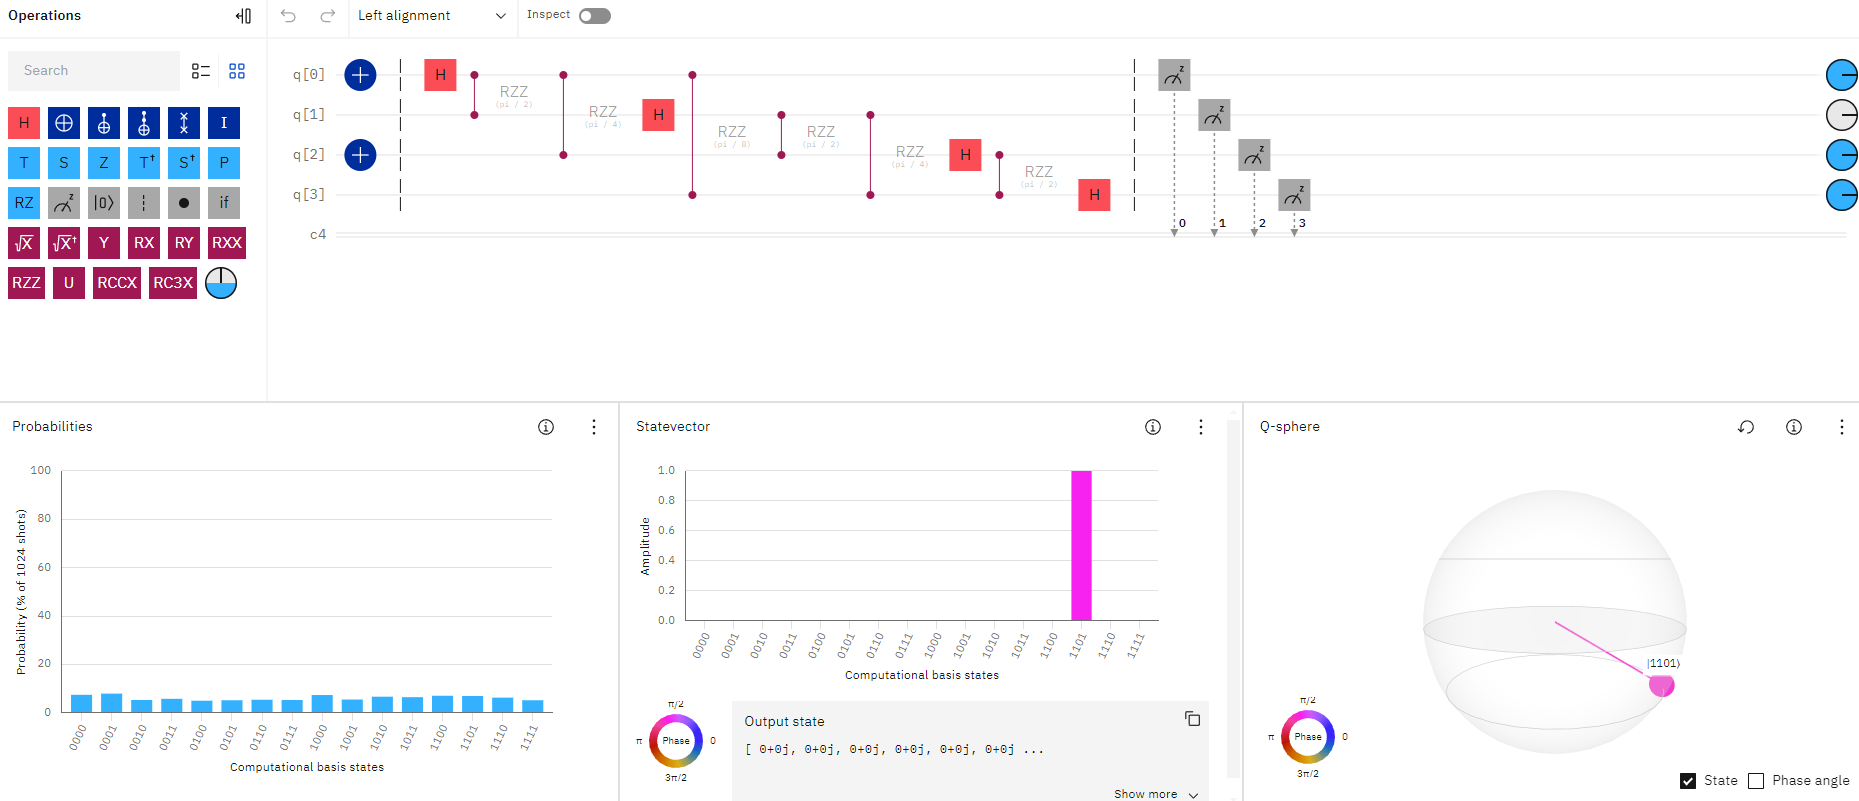 Operations
Left alignment
Inspect
Search
H
I
T S Z T† S† P
RZ z |0⟩ if
√X √X† Y RX RY RXX
RZZ U RCCX RC3X
q[0] H z
RZZ
(pi / 2)
RZZ
(pi / 4)
q[1] H z
RZZ
(pi / 8)
RZZ
(pi / 2)
q[2] H z
RZZ
(pi / 4)
RZZ
(pi / 2)
q[3] H z
0 1 2 3
c4
Probabilities
Probability (% of 1024 shots)
100
80
60
40
20
0
0000 0001 0010 0011 0100 0101 0110 0111 1000 1001 1010 1011 1100 1101 1110 1111
Computational basis states
Statevector
Amplitude
1.0
0.8
0.6
0.4
0.2
0.0
0000 0001 0010 0011 0100 0101 0110 0111 1000 1001 1010 1011 1100 1101 1110 1111
Computational basis states
π/2
π Phase 0
3π/2
Output state
[ 0+0j, 0+0j, 0+0j, 0+0j, 0+0j, 0+0j ...
Show more
Q-sphere
|1101⟩
π/2
π Phase 0
3π/2
State Phase angle